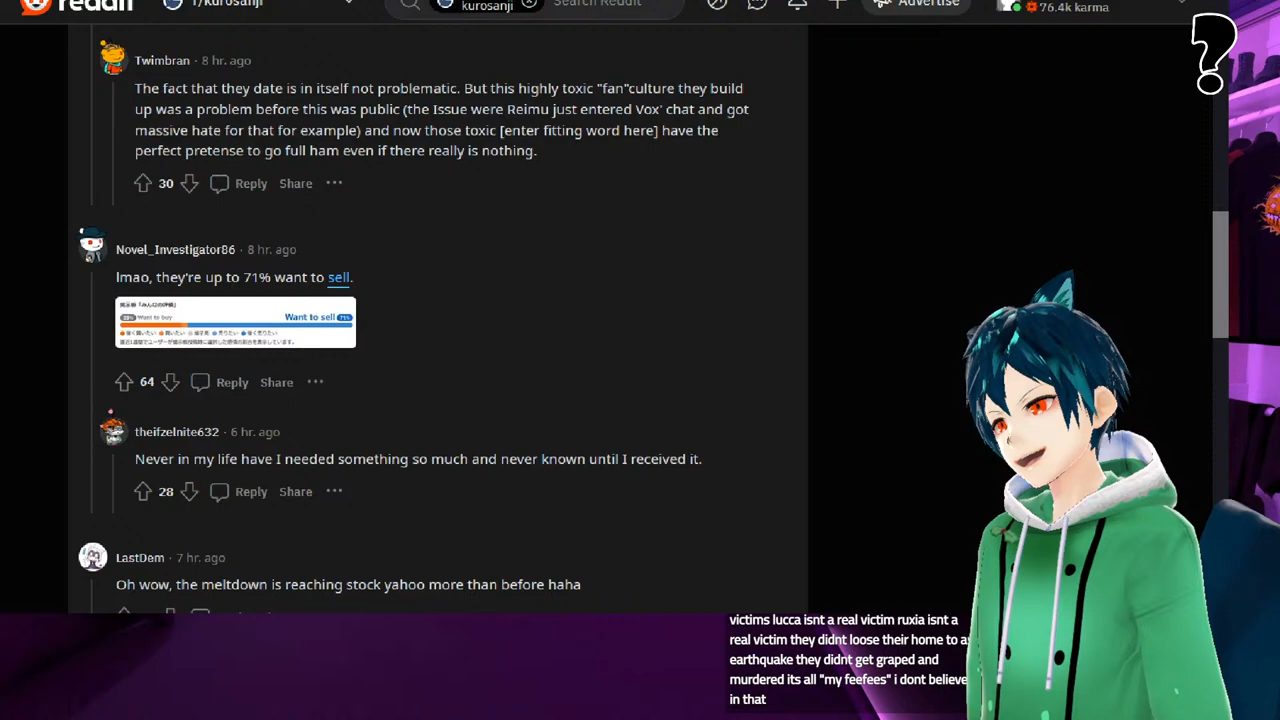 reddit
r/kurosanji
kurosanji
Search Reddit
Advertise
76.4k karma
?
Twimbran · 8 hr. ago
The fact that they date is in itself not problematic. But this highly toxic "fan"culture they build
up was a problem before this was public (the Issue were Reimu just entered Vox' chat and got
massive hate for that for example) and now those toxic [enter fitting word here] have the
perfect pretense to go full ham even if there really is nothing.
30 Reply Share ···
Novel_Investigator86 · 8 hr. ago
lmao, they're up to 71% want to sell.
Want to buy
Want to sell 71%
64 Reply Share ···
theifzelnite632 · 6 hr. ago
Never in my life have I needed something so much and never known until I received it.
28 Reply Share ···
LastDem · 7 hr. ago
Oh wow, the meltdown is reaching stock yahoo more than before haha
victims lucca isnt a real victim ruxia isnt a
real victim they didnt loose their home to a
earthquake they didnt get graped and
murdered its all "my feefees" i dont believe
in that